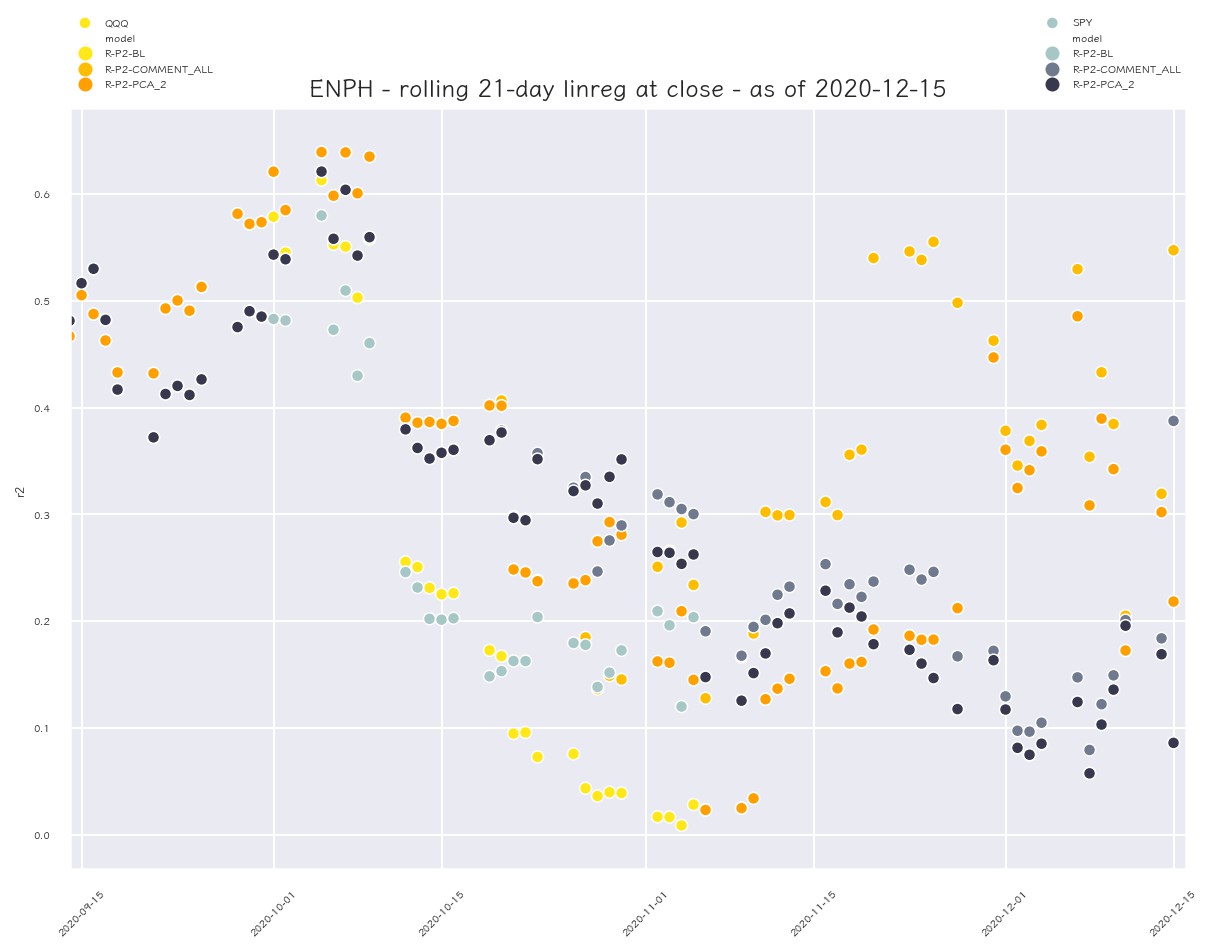 QQQ
model
R-P2-BL
R-P2-COMMENT_ALL
R-P2-PCA_2
SPY
model
R-P2-BL
R-P2-COMMENT_ALL
R-P2-PCA_2
ENPH - rolling 21-day linreg at close - as of 2020-12-15
0.6
0.5
0.4
0.3
0.2
0.1
0.0
r2
2020-09-15
2020-10-01
2020-10-15
2020-11-01
2020-11-15
2020-12-01
2020-12-15